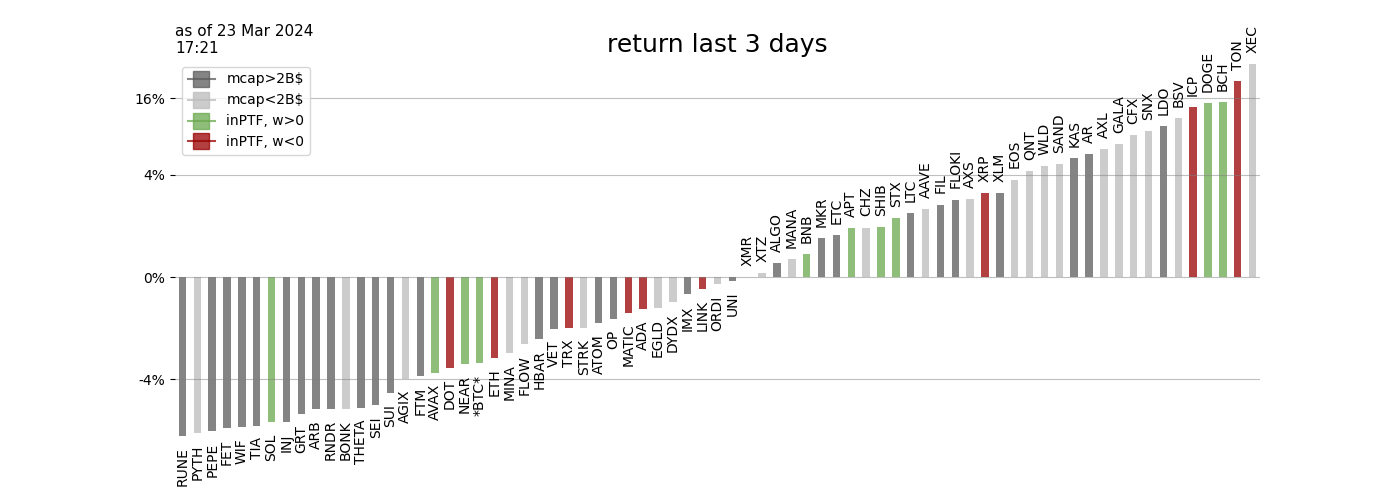 as of 23 Mar 2024
17:21
return last 3 days
mcap>2B$
mcap<2B$
inPTF, w>0
inPTF, w<0
16%
4%
0%
-4%
RUNE
PYTH
PEPE
FET
WIF
TIA
SOL
INJ
GRT
ARB
RNDR
BONK
THETA
SEI
SUI
AGIX
FTM
AVAX
DOT
NEAR
*BTC*
ETH
MINA
FLOW
HBAR
VET
TRX
STRK
ATOM
OP
MATIC
ADA
EGLD
DYDX
IMX
LINK
ORDI
UNI
XMR
XTZ
ALGO
MANA
BNB
MKR
ETC
APT
CHZ
SHIB
STX
LTC
AAVE
FIL
FLOKI
AXS
XRP
XLM
EOS
QNT
WLD
SAND
KAS
AR
AXL
GALA
CFX
SNX
LDO
BSV
ICP
DOGE
BCH
TON
XEC